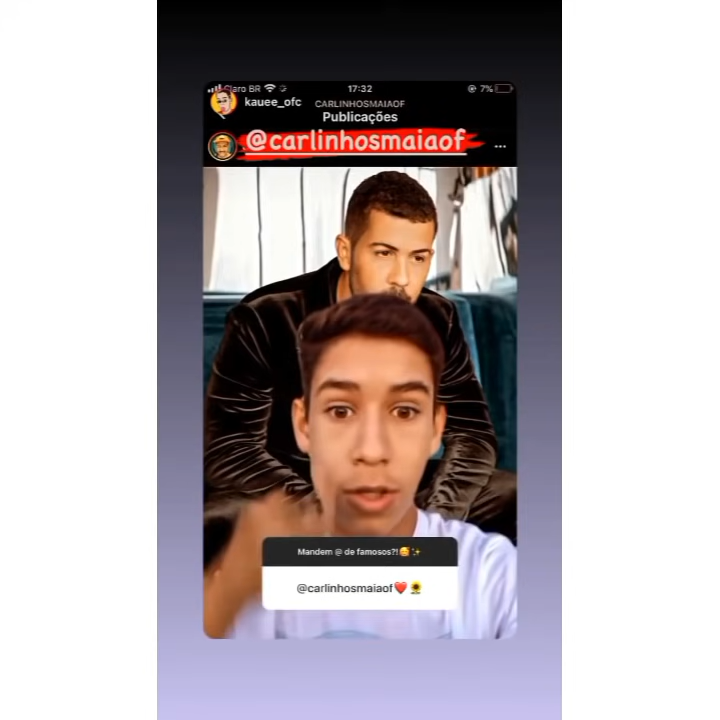 Claro BR 17:32 7%
kauee_ofc
CARLINHOSMAIAOF
Publicações
@carlinhosmaiaof
Mandem @ de famosos?!🥰✨
@carlinhosmaiaof❤️🌻